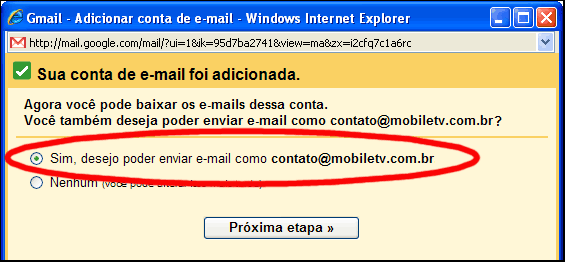 Gmail - Adicionar conta de e-mail - Windows Internet Explorer
http://mail.google.com/mail/?ui=1&ik=95d7ba2741&view=ma&zx=i2cfq7c1a6rc
Sua conta de e-mail foi adicionada.
Agora você pode baixar os e-mails dessa conta.
Você também deseja poder enviar e-mail como contato@mobiletv.com.br?
Sim, desejo poder enviar e-mail como contato@mobiletv.com.br
Nenhum
Próxima etapa »